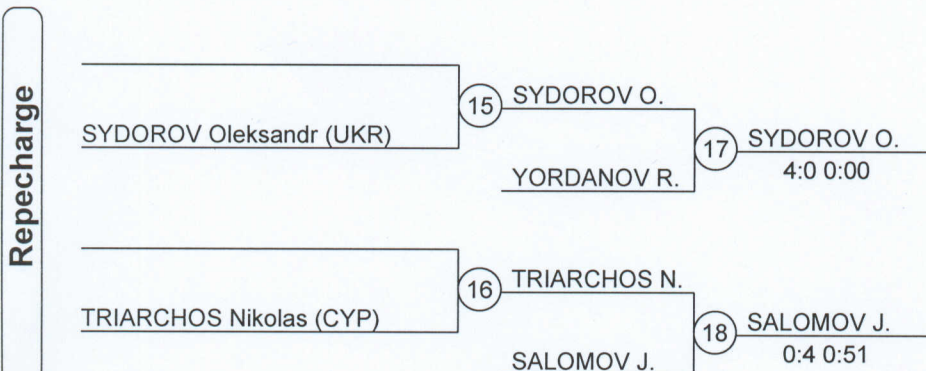 Repechage
SYDOROV Oleksandr (UKR)
15
SYDOROV O.
YORDANOV R.
17
SYDOROV O.
4:0 0:00
TRIARCHOS Nikolas (CYP)
16
TRIARCHOS N.
SALOMOV J.
18
SALOMOV J.
0:4 0:51